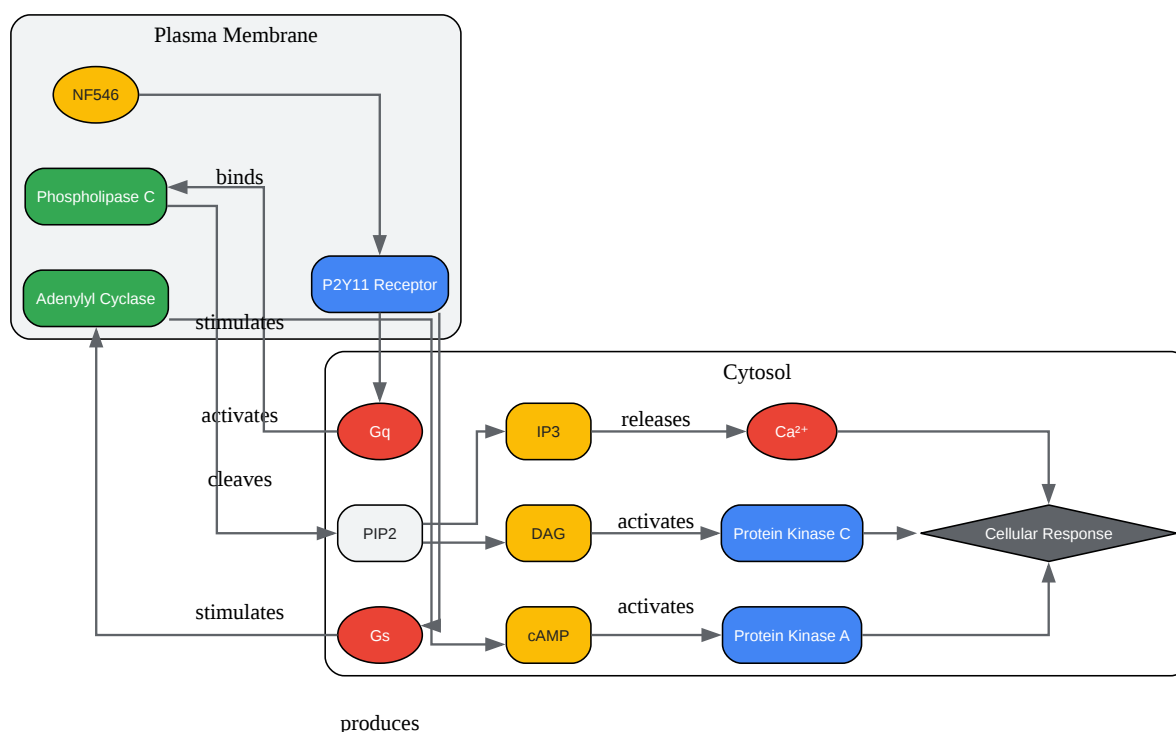 Plasma Membrane
NF546
binds
Phospholipase C
P2Y11 Receptor
Adenylyl Cyclase
stimulates
Cytosol
activates
Gq
IP3
releases
Ca²⁺
cleaves
PIP2
DAG
activates
Protein Kinase C
Cellular Response
stimulates
Gs
cAMP
activates
Protein Kinase A
produces